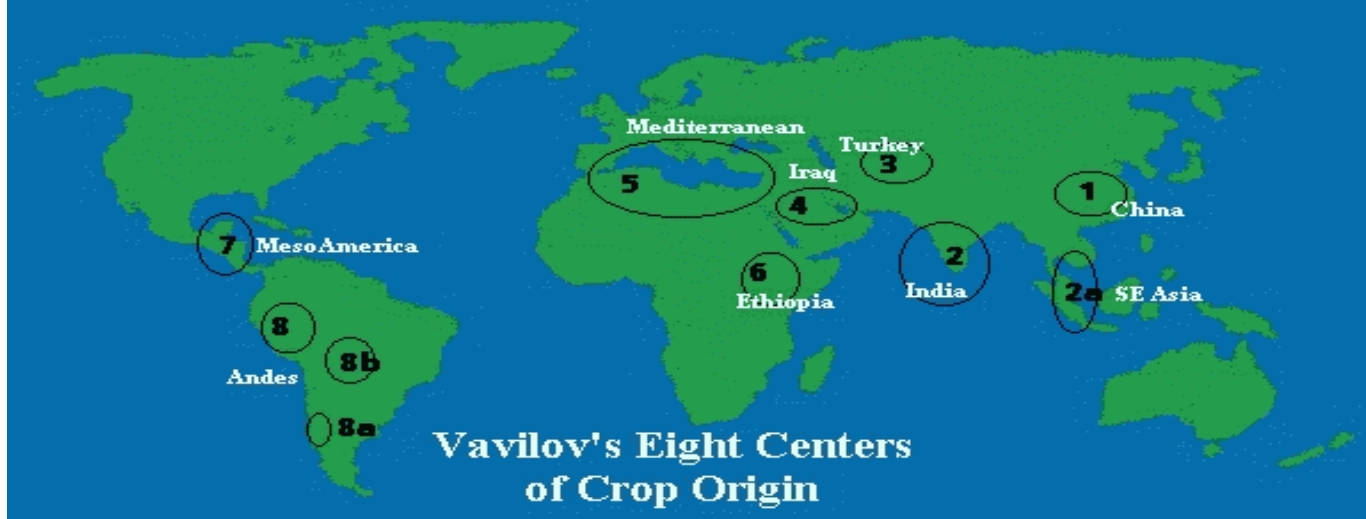 Mediterranean
Turkey
3
Iraq
5
4
1
China
7
MesoAmerica
6
Ethiopia
2
India
2a
SE Asia
8
8b
Andes
8a
Vavilov's Eight Centers
of Crop Origin